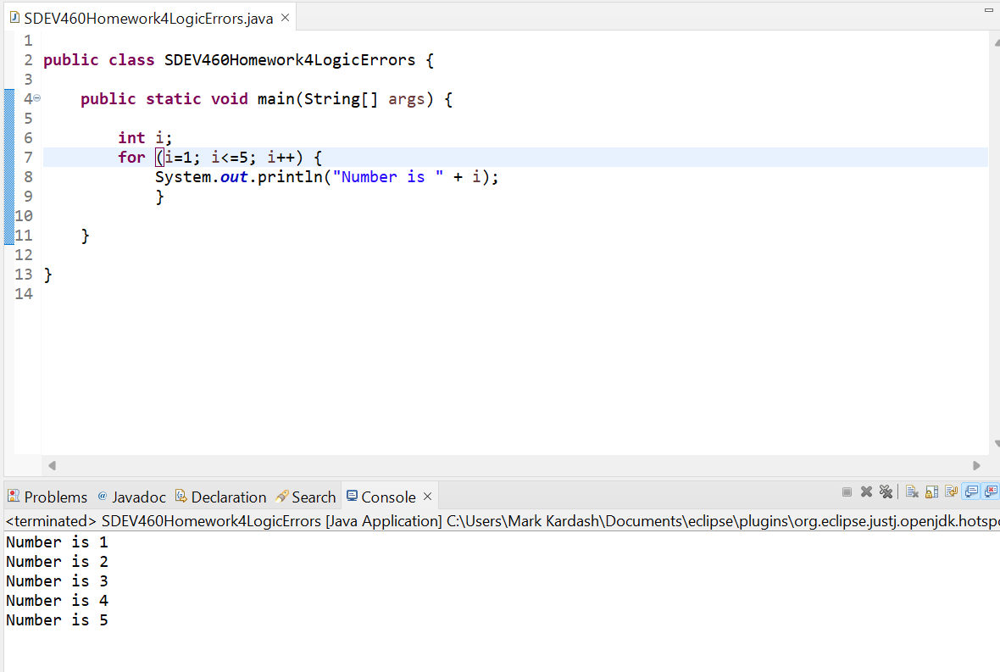 SDEV460Homework4LogicErrors.java
1
2 public class SDEV460Homework4LogicErrors {
3
4 public static void main(String[] args) {
5
6 int i;
7 for (i=1; i<=5; i++) {
8 System.out.println("Number is " + i);
9 }
10
11 }
12
13 }
14
Problems @ Javadoc Declaration Search Console
<terminated> SDEV460Homework4LogicErrors [Java Application] C:\Users\Mark Kardash\Documents\eclipse\plugins\org.eclipse.justj.openjdk.hotspo
Number is 1
Number is 2
Number is 3
Number is 4
Number is 5